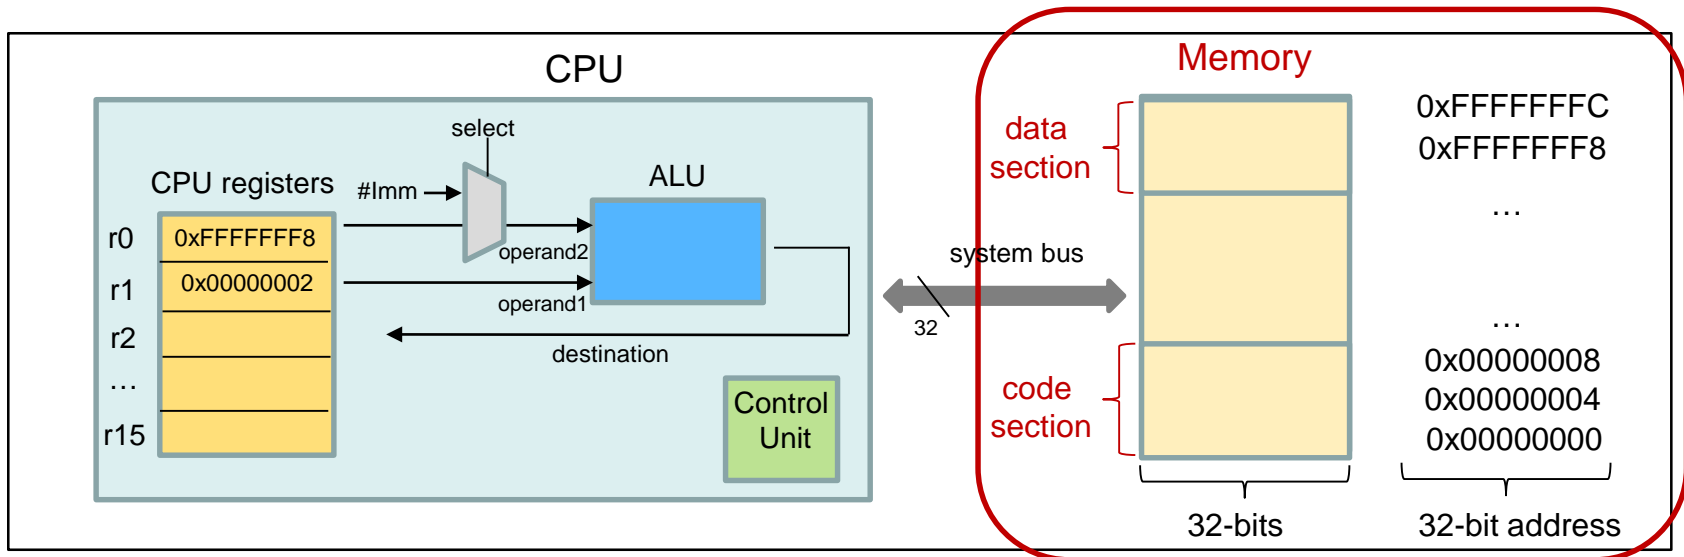 CPU
Memory
select
CPU registers
#Imm
ALU
r0
0xFFFFFFF8
operand2
r1
0x00000002
operand1
r2
destination
…
r15
Control
Unit
system bus
32
data
section
code
section
0xFFFFFFFC
0xFFFFFFF8
…
…
0x00000008
0x00000004
0x00000000
32-bits
32-bit address